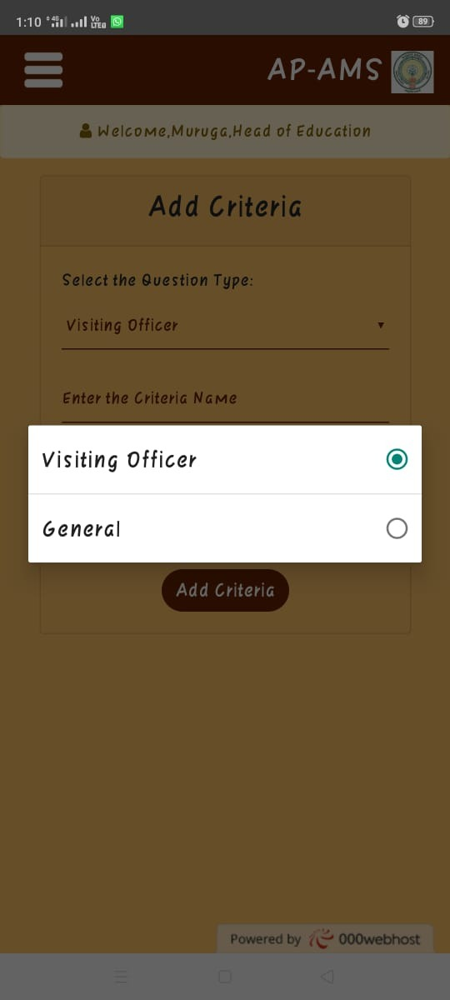 1:10 4G Vo LTE 89
AP-AMS
Welcome,Muruga,Head of Education
Add Criteria
Select the Question Type:
Visiting Officer
Enter the Criteria Name
Visiting Officer
General
Add Criteria
Powered by 000webhost